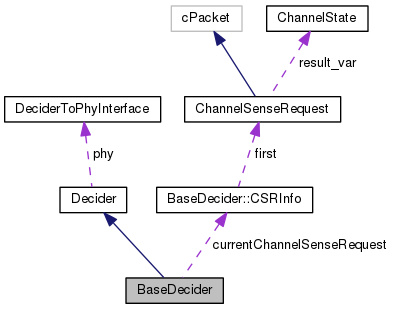 cPacket
ChannelState
result_var
DeciderToPhyInterface
ChannelSenseRequest
phy
first
Decider
BaseDecider::CSRInfo
currentChannelSenseRequest
BaseDecider